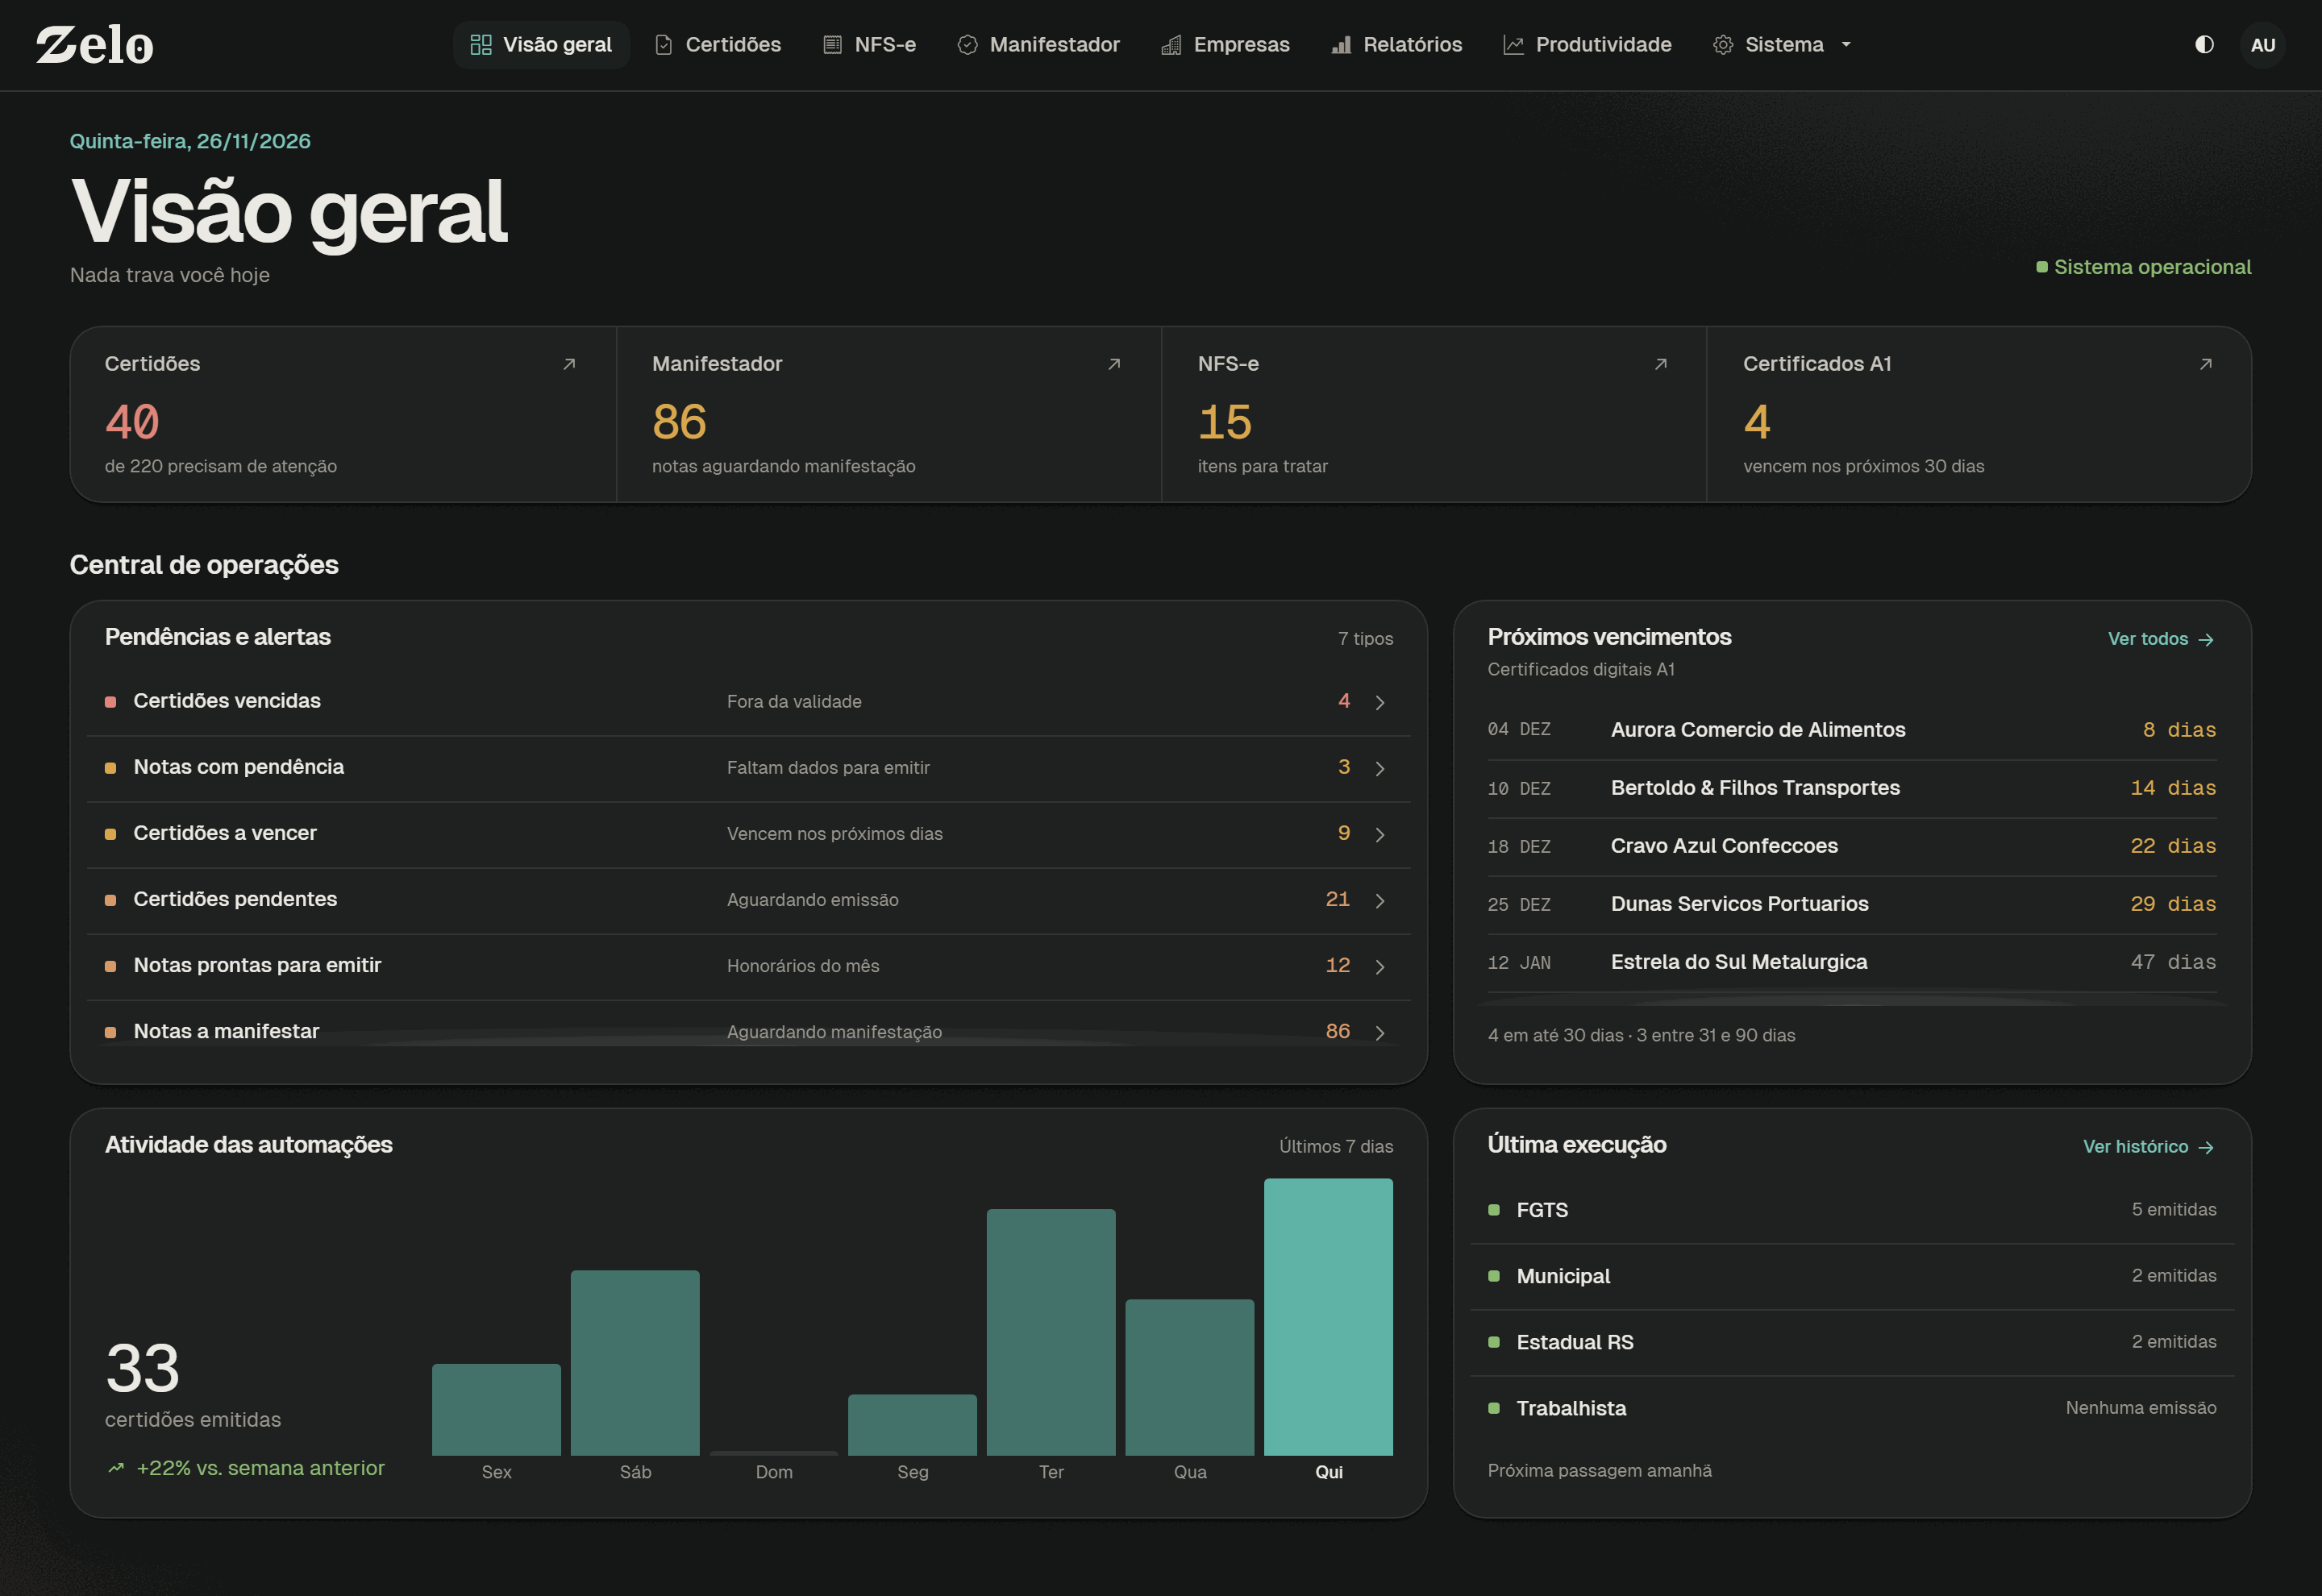 Zelo
Visão geral
Certidões
NFS-e
Manifestador
Empresas
Relatórios
Produtividade
Sistema
AU
Quinta-feira, 26/11/2026
Visão geral
Nada trava você hoje
Sistema operacional
Certidões
40
de 220 precisam de atenção
Manifestador
86
notas aguardando manifestação
NFS-e
15
itens para tratar
Certificados A1
4
vencem nos próximos 30 dias
Central de operações
Pendências e alertas
7 tipos
Certidões vencidas Fora da validade 4
Notas com pendência Faltam dados para emitir 3
Certidões a vencer Vencem nos próximos dias 9
Certidões pendentes Aguardando emissão 21
Notas prontas para emitir Honorários do mês 12
Notas a manifestar Aguardando manifestação 86
Próximos vencimentos
Ver todos →
Certificados digitais A1
04 DEZ Aurora Comercio de Alimentos 8 dias
10 DEZ Bertoldo & Filhos Transportes 14 dias
18 DEZ Cravo Azul Confeccoes 22 dias
25 DEZ Dunas Servicos Portuarios 29 dias
12 JAN Estrela do Sul Metalurgica 47 dias
4 em até 30 dias · 3 entre 31 e 90 dias
Atividade das automações
Últimos 7 dias
33
certidões emitidas
+22% vs. semana anterior
Sex Sáb Dom Seg Ter Qua Qui
Última execução
Ver histórico →
FGTS 5 emitidas
Municipal 2 emitidas
Estadual RS 2 emitidas
Trabalhista Nenhuma emissão
Próxima passagem amanhã